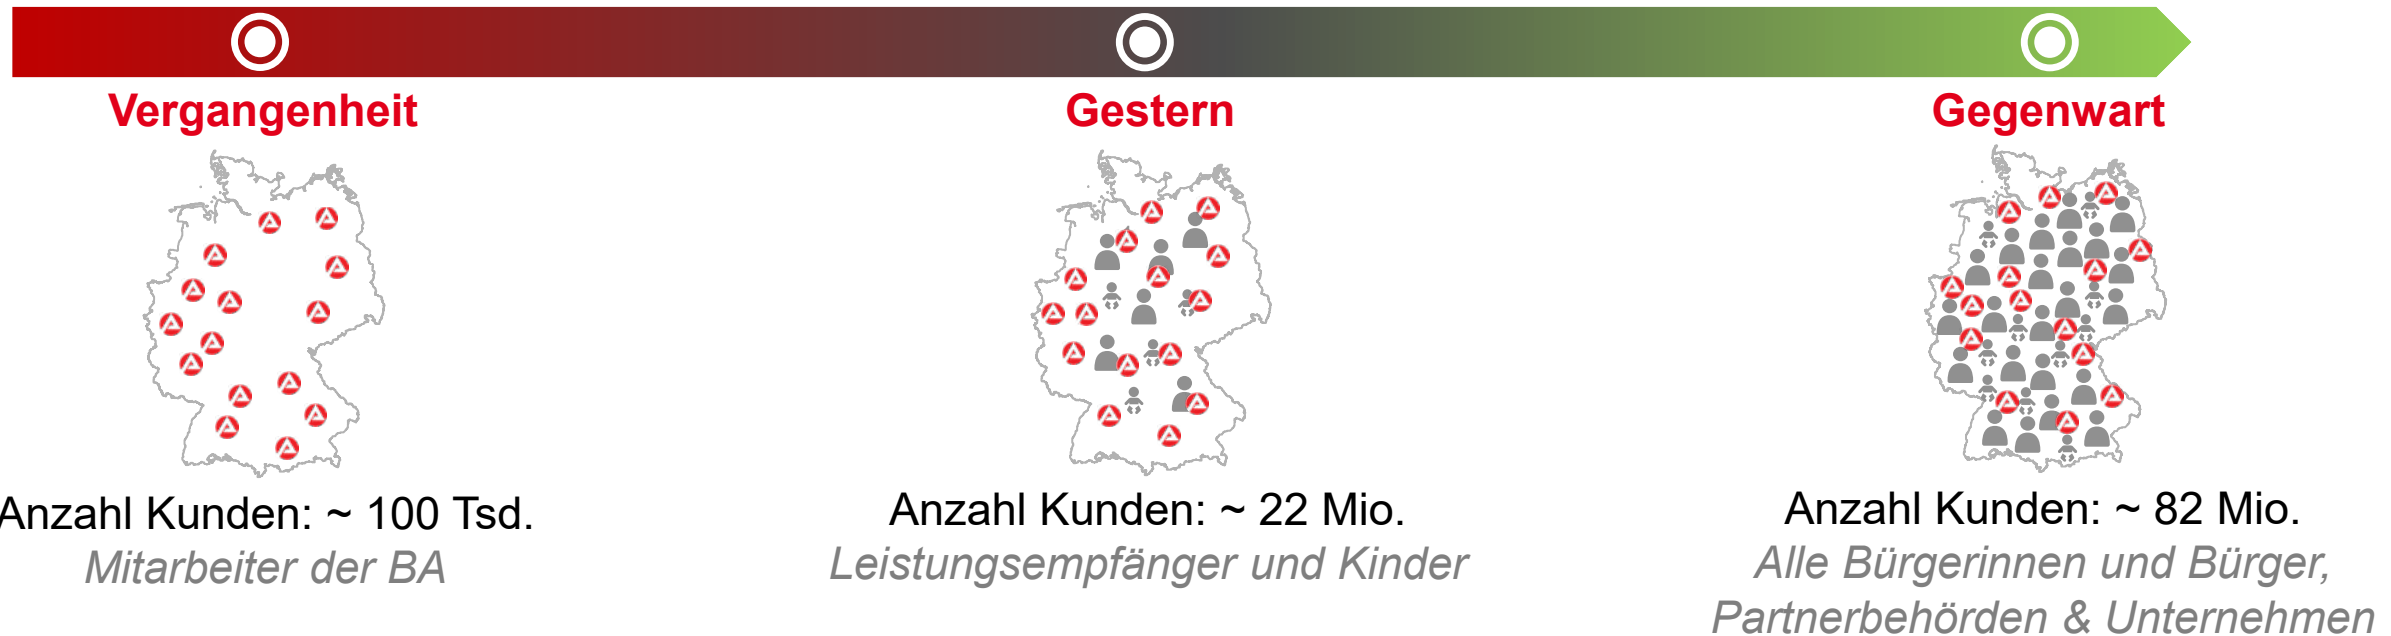 Vergangenheit
Gestern
Gegenwart
Anzahl Kunden: ~ 100 Tsd.
Mitarbeiter der BA
Anzahl Kunden: ~ 22 Mio.
Leistungsempfänger und Kinder
Anzahl Kunden: ~ 82 Mio.
Alle Bürgerinnen und Bürger,
Partnerbehörden & Unternehmen